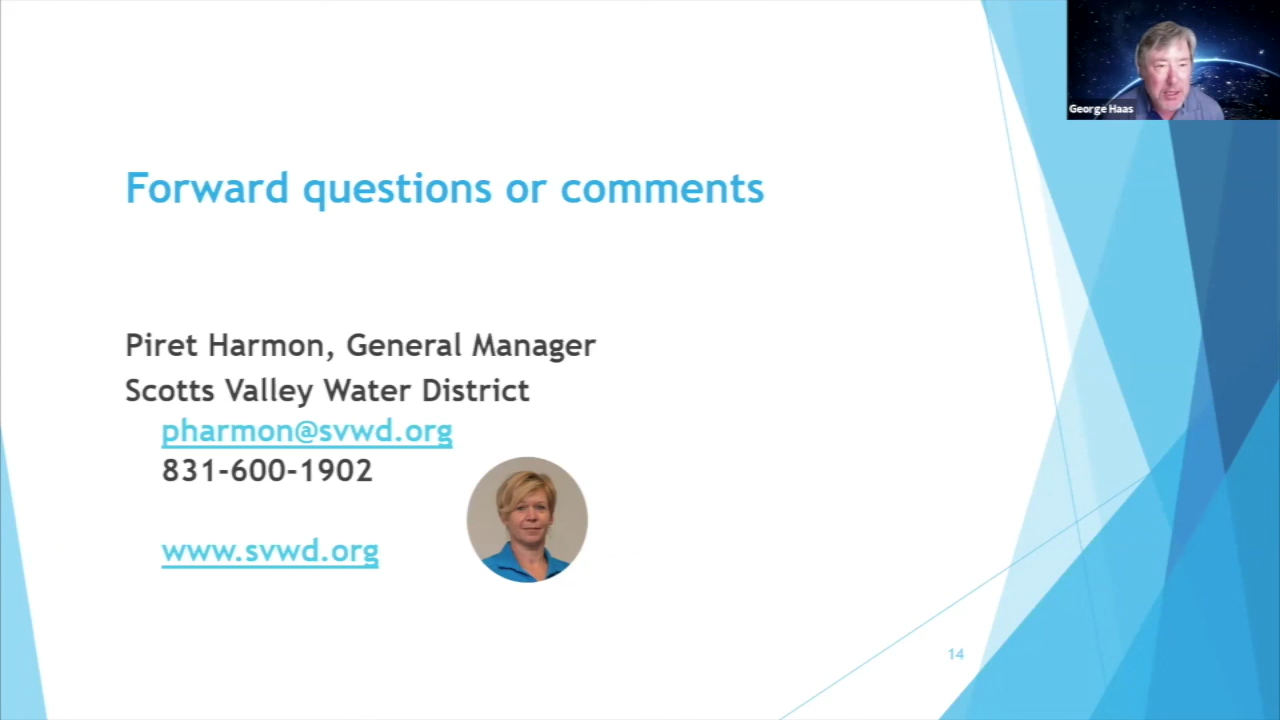 George Haas
Forward questions or comments
Piret Harmon, General Manager
Scotts Valley Water District
pharmon@svwd.org
831-600-1902
www.svwd.org
14